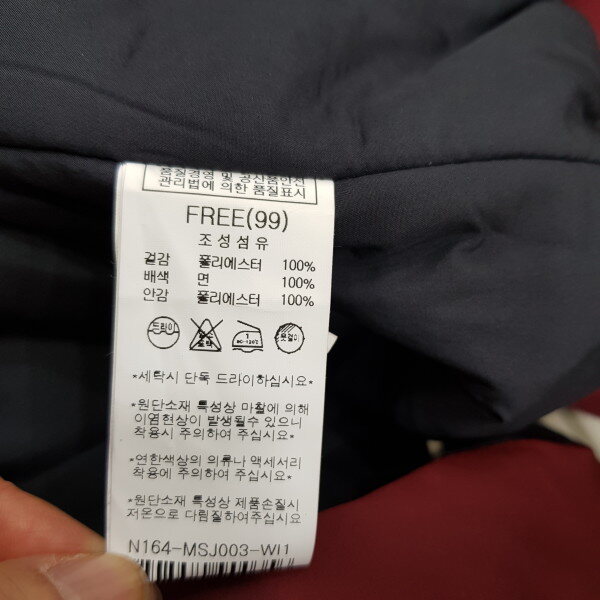 품질경영 및 공산품안전
관리법에 의한 품질표시
FREE(99)
조성섬유
겉감 폴리에스터 100%
배색 면 100%
안감 폴리에스터 100%
드라이
옷걸이
*세탁시 단독 드라이하십시요*
*원단소재 특성상 마찰에 의해
이염현상이 발생될수 있으니
착용시 주의하여 주십시요*
*연한색상의 의류나 액세서리
착용에 주의하여 주십시요*
*원단소재 특성상 제품손질시
저온으로 다림질하여주십시요
N164-MSJ003-WI1